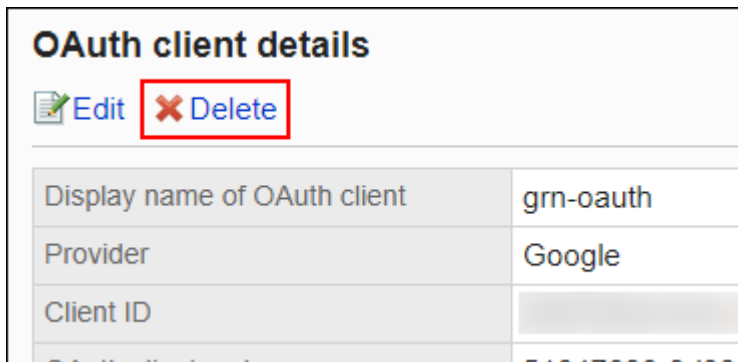 OAuth client details
Edit Delete
Display name of OAuth client grn-oauth
Provider Google
Client ID